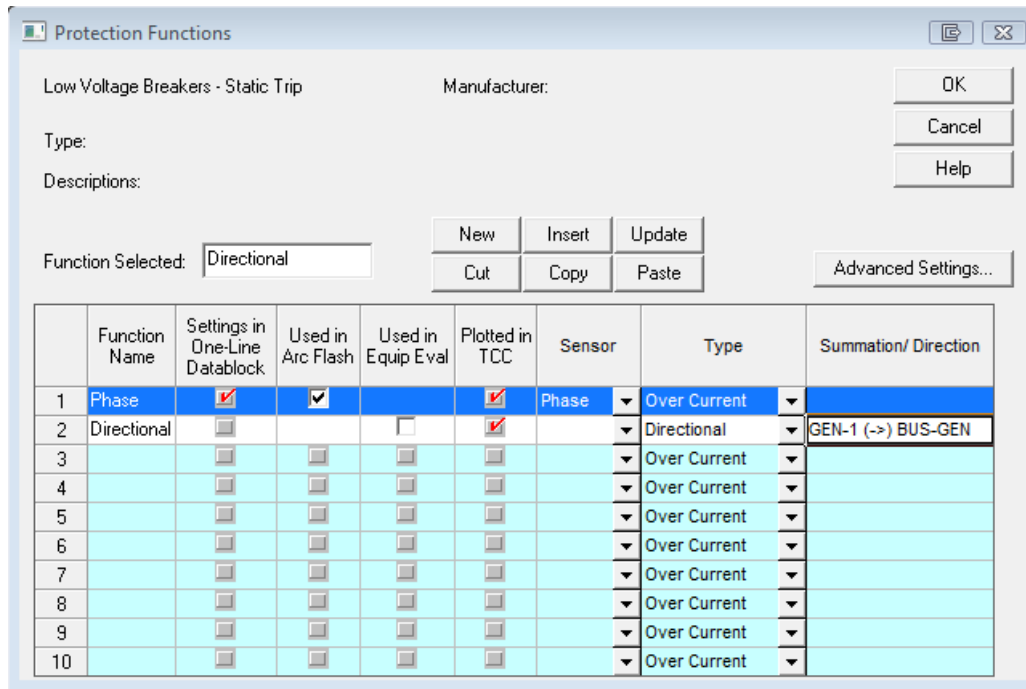 Protection Functions
Low Voltage Breakers - Static Trip
Manufacturer:
OK
Cancel
Type:
Help
Descriptions:
New
Insert
Update
Function Selected:
Directional
Cut
Copy
Paste
Advanced Settings...
Function Name
Settings in One-Line Datablock
Used in Arc Flash
Used in Equip Eval
Plotted in TCC
Sensor
Type
Summation/ Direction
1 Phase Phase Over Current
2 Directional Directional GEN-1 (->) BUS-GEN
3 Over Current
4 Over Current
5 Over Current
6 Over Current
7 Over Current
8 Over Current
9 Over Current
10 Over Current